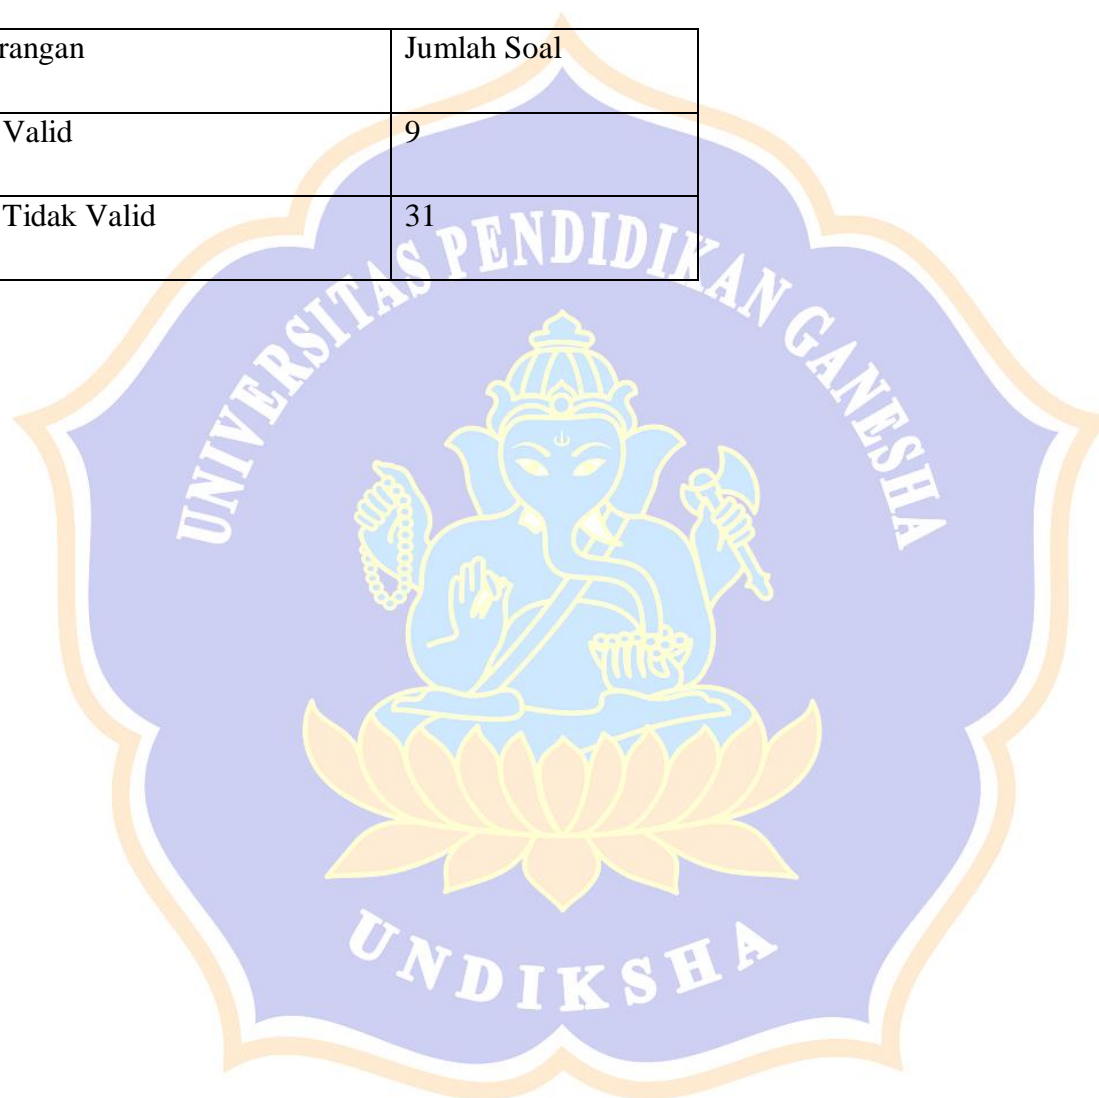 rangan Jumlah Soal
Valid 9
Tidak Valid 31
UNIVERSITAS PENDIDIKAN GANESHA
UNDIKSHA